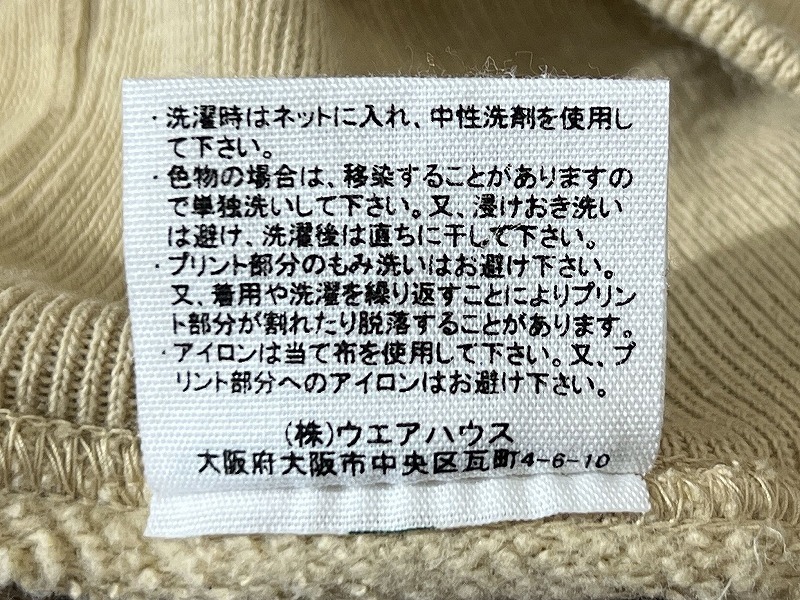 ・洗濯時はネットに入れ、中性洗剤を使用し
て下さい。
・色物の場合は、移染することがありますの
で単独洗いして下さい。又、浸けおき洗い
は避け、洗濯後は直ちに干して下さい。
・プリント部分のもみ洗いはお避け下さい。
又、着用や洗濯を繰り返すことによりプリン
ト部分が割れたり脱落することがあります。
・アイロンは当て布を使用して下さい。又、プ
リント部分へのアイロンはお避け下さい。
(株)ウエアハウス
大阪府大阪市中央区瓦町4-6-10